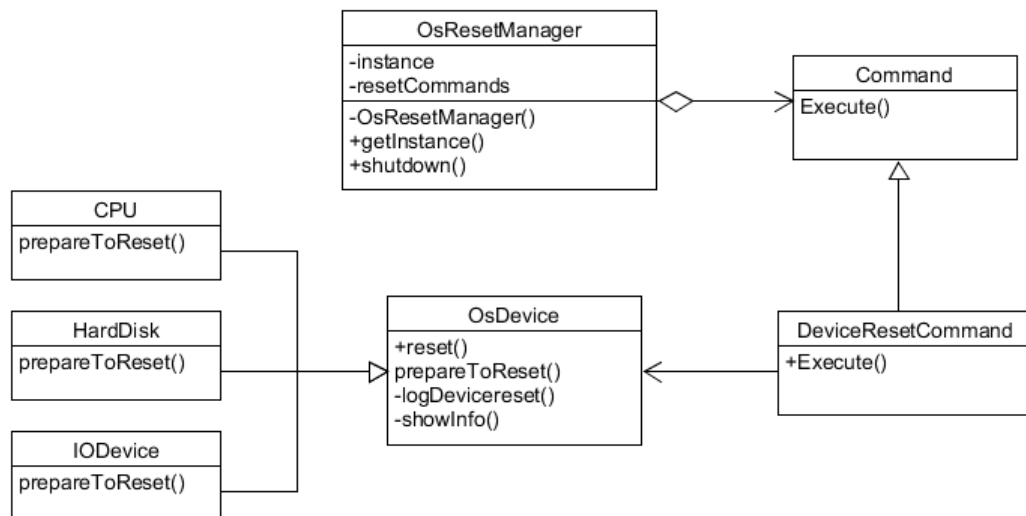 OsResetManager
-instance
-resetCommands
-OsResetManager()
+getInstance()
+shutdown()
Command
Execute()
CPU
prepareToReset()
HardDisk
prepareToReset()
IODevice
prepareToReset()
OsDevice
+reset()
prepareToReset()
-logDevicereset()
-showInfo()
DeviceResetCommand
+Execute()